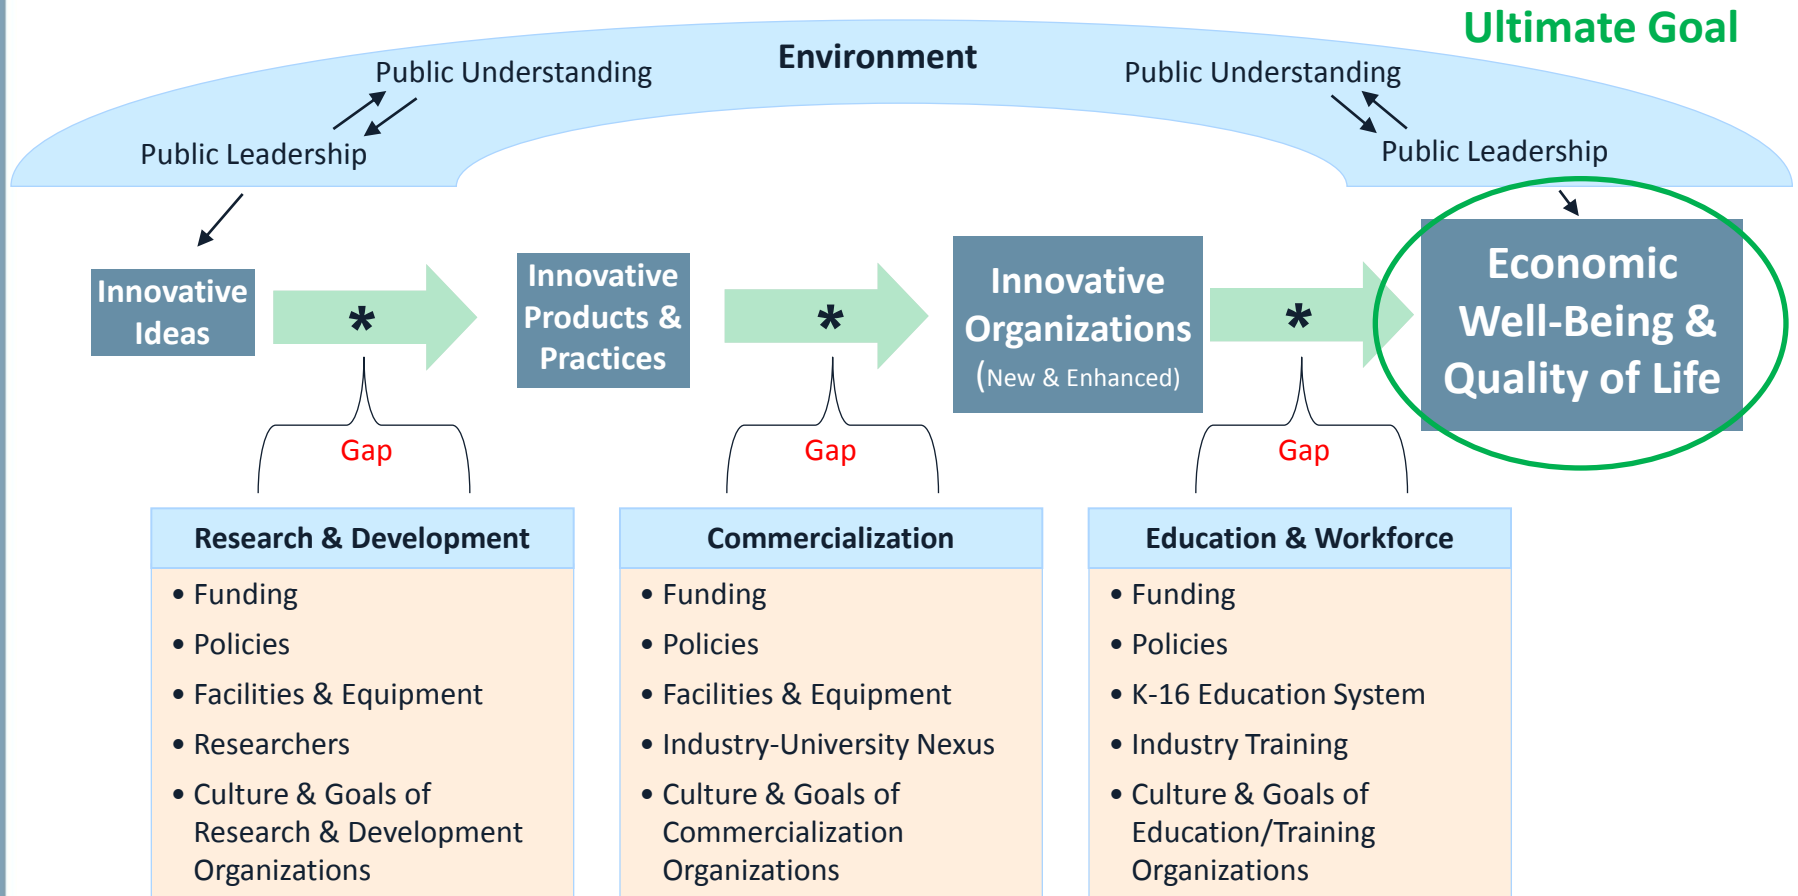 Ultimate Goal
Environment
Public Understanding
Public Leadership
Public Understanding
Public Leadership
Innovative
Ideas
*
Innovative
Products &
Practices
*
Innovative
Organizations
(New & Enhanced)
*
Economic
Well-Being &
Quality of Life
Gap
Gap
Gap
Research & Development
• Funding
• Policies
• Facilities & Equipment
• Researchers
• Culture & Goals of
Research & Development
Organizations
Commercialization
• Funding
• Policies
• Facilities & Equipment
• Industry-University Nexus
• Culture & Goals of
Commercialization
Organizations
Education & Workforce
• Funding
• Policies
• K-16 Education System
• Industry Training
• Culture & Goals of
Education/Training
Organizations